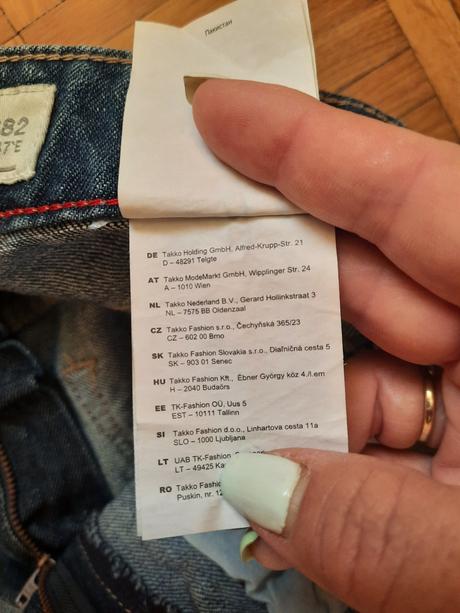 Пакистан
882
37'E
DE Takko Holding GmbH, Alfred-Krupp-Str. 21
D – 48291 Telgte
AT Takko ModeMarkt GmbH, Wipplinger Str. 24
A – 1010 Wien
NL Takko Nederland B.V., Gerard Hollinkstraat 3
NL – 7575 BB Oldenzaal
CZ Takko Fashion s.r.o., Čechyňská 365/23
CZ – 602 00 Brno
SK Takko Fashion Slovakia s.r.o., Diaľničná cesta 5
SK – 903 01 Senec
HU Takko Fashion Kft., Ébner György köz 4./I.em
H – 2040 Budaörs
EE TK-Fashion OÜ, Uus 5
EST – 10111 Tallinn
SI Takko Fashion d.o.o., Linhartova cesta 11a
SLO – 1000 Ljubljana
LT UAB TK-Fashion
LT – 49425
RO Takko
Puskin, nr.